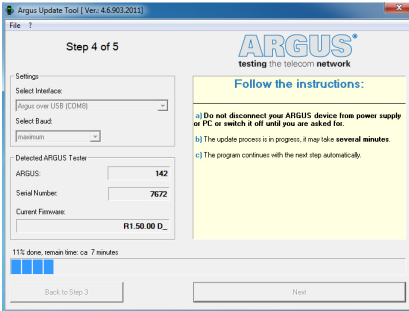 Argus Update Tool [ Ver.: 4.6.903.2011]
File ?
Step 4 of 5
ARGUS®
testing the telecom network
Settings
Select Interface:
Argus over USB (COM8)
Select Baud:
maximum
Detected ARGUS Tester
ARGUS:
142
Serial Number:
7672
Current Firmware:
R1.50.00 D_
Follow the instructions:
a) Do not disconnect your ARGUS device from power supply
or PC or switch it off until you are asked for.
b) The update process is in progress, it may take several minutes.
c) The program continues with the next step automatically.
11% done, remain time: ca 7 minutes
Back to Step 3
Next